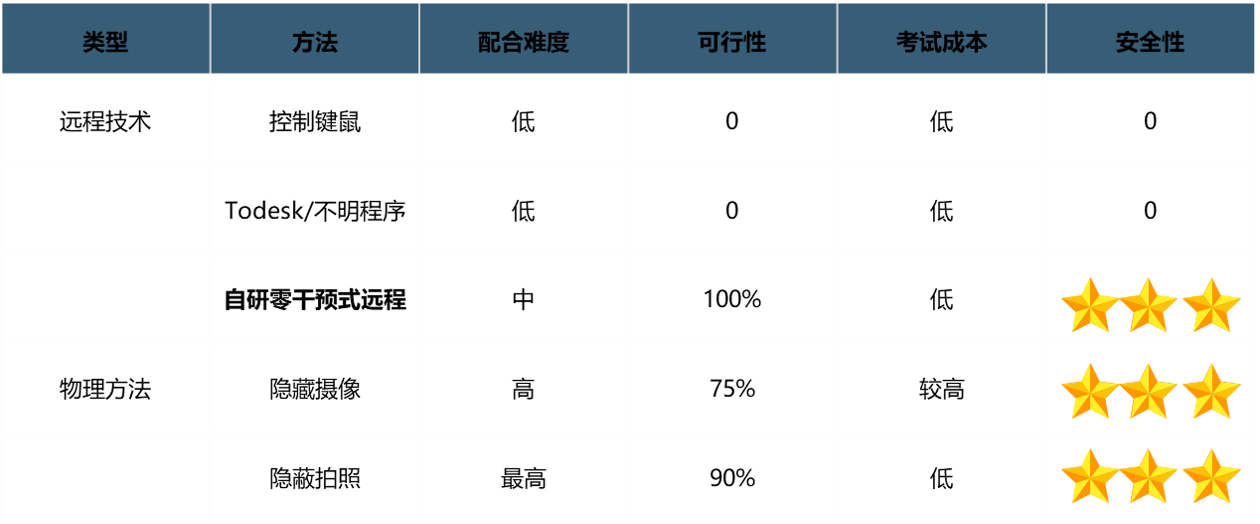 类型 方法 配合难度 可行性 考试成本 安全性
远程技术 控制键鼠 低 0 低 0
Todesk/不明程序 低 0 低 0
自研零干预式远程 中 100% 低
物理方法 隐藏摄像 高 75% 较高
隐蔽拍照 最高 90% 低